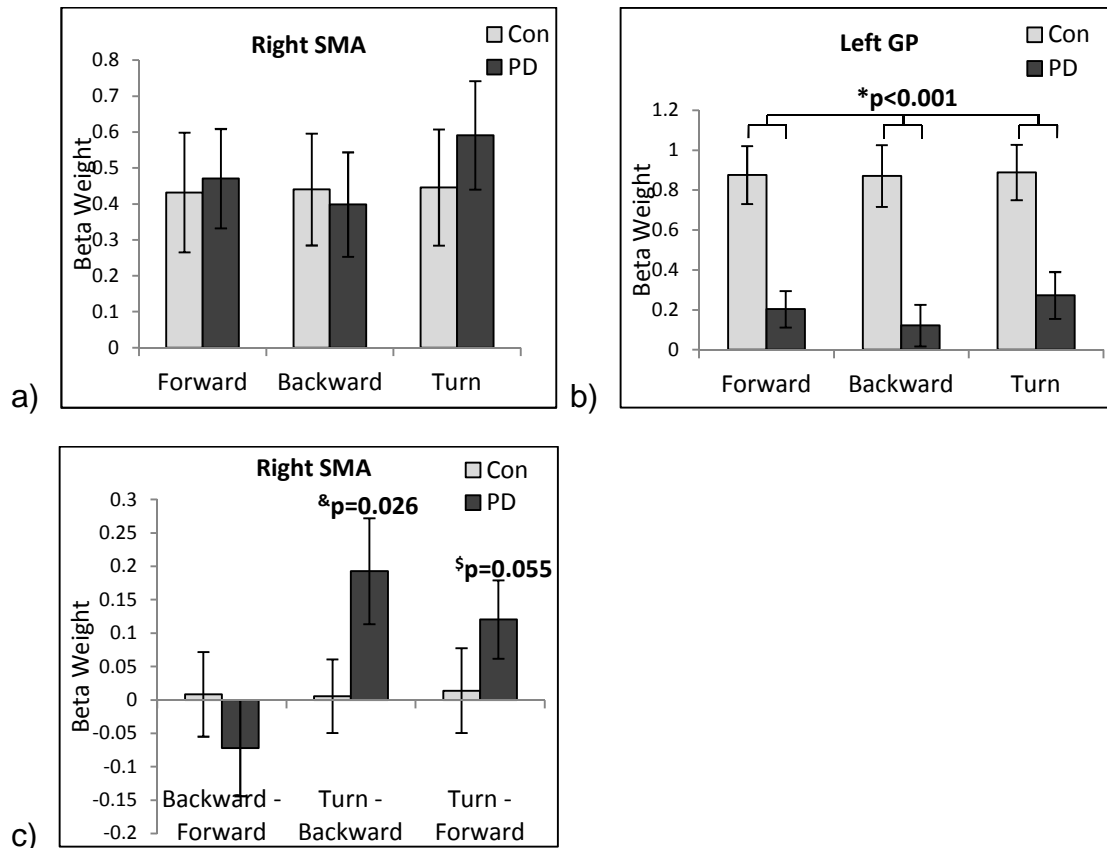 Right SMA
Con
PD
Beta Weight
0.8
0.7
0.6
0.5
0.4
0.3
0.2
0.1
0
Forward
Backward
Turn
a)
Left GP
Con
PD
*p<0.001
Beta Weight
1.2
1
0.8
0.6
0.4
0.2
0
Forward
Backward
Turn
b)
Right SMA
Con
PD
&p=0.026
$p=0.055
Beta Weight
0.3
0.25
0.2
0.15
0.1
0.05
0
-0.05
-0.1
-0.15
-0.2
Backward -
Forward
Turn -
Backward
Turn -
Forward
c)